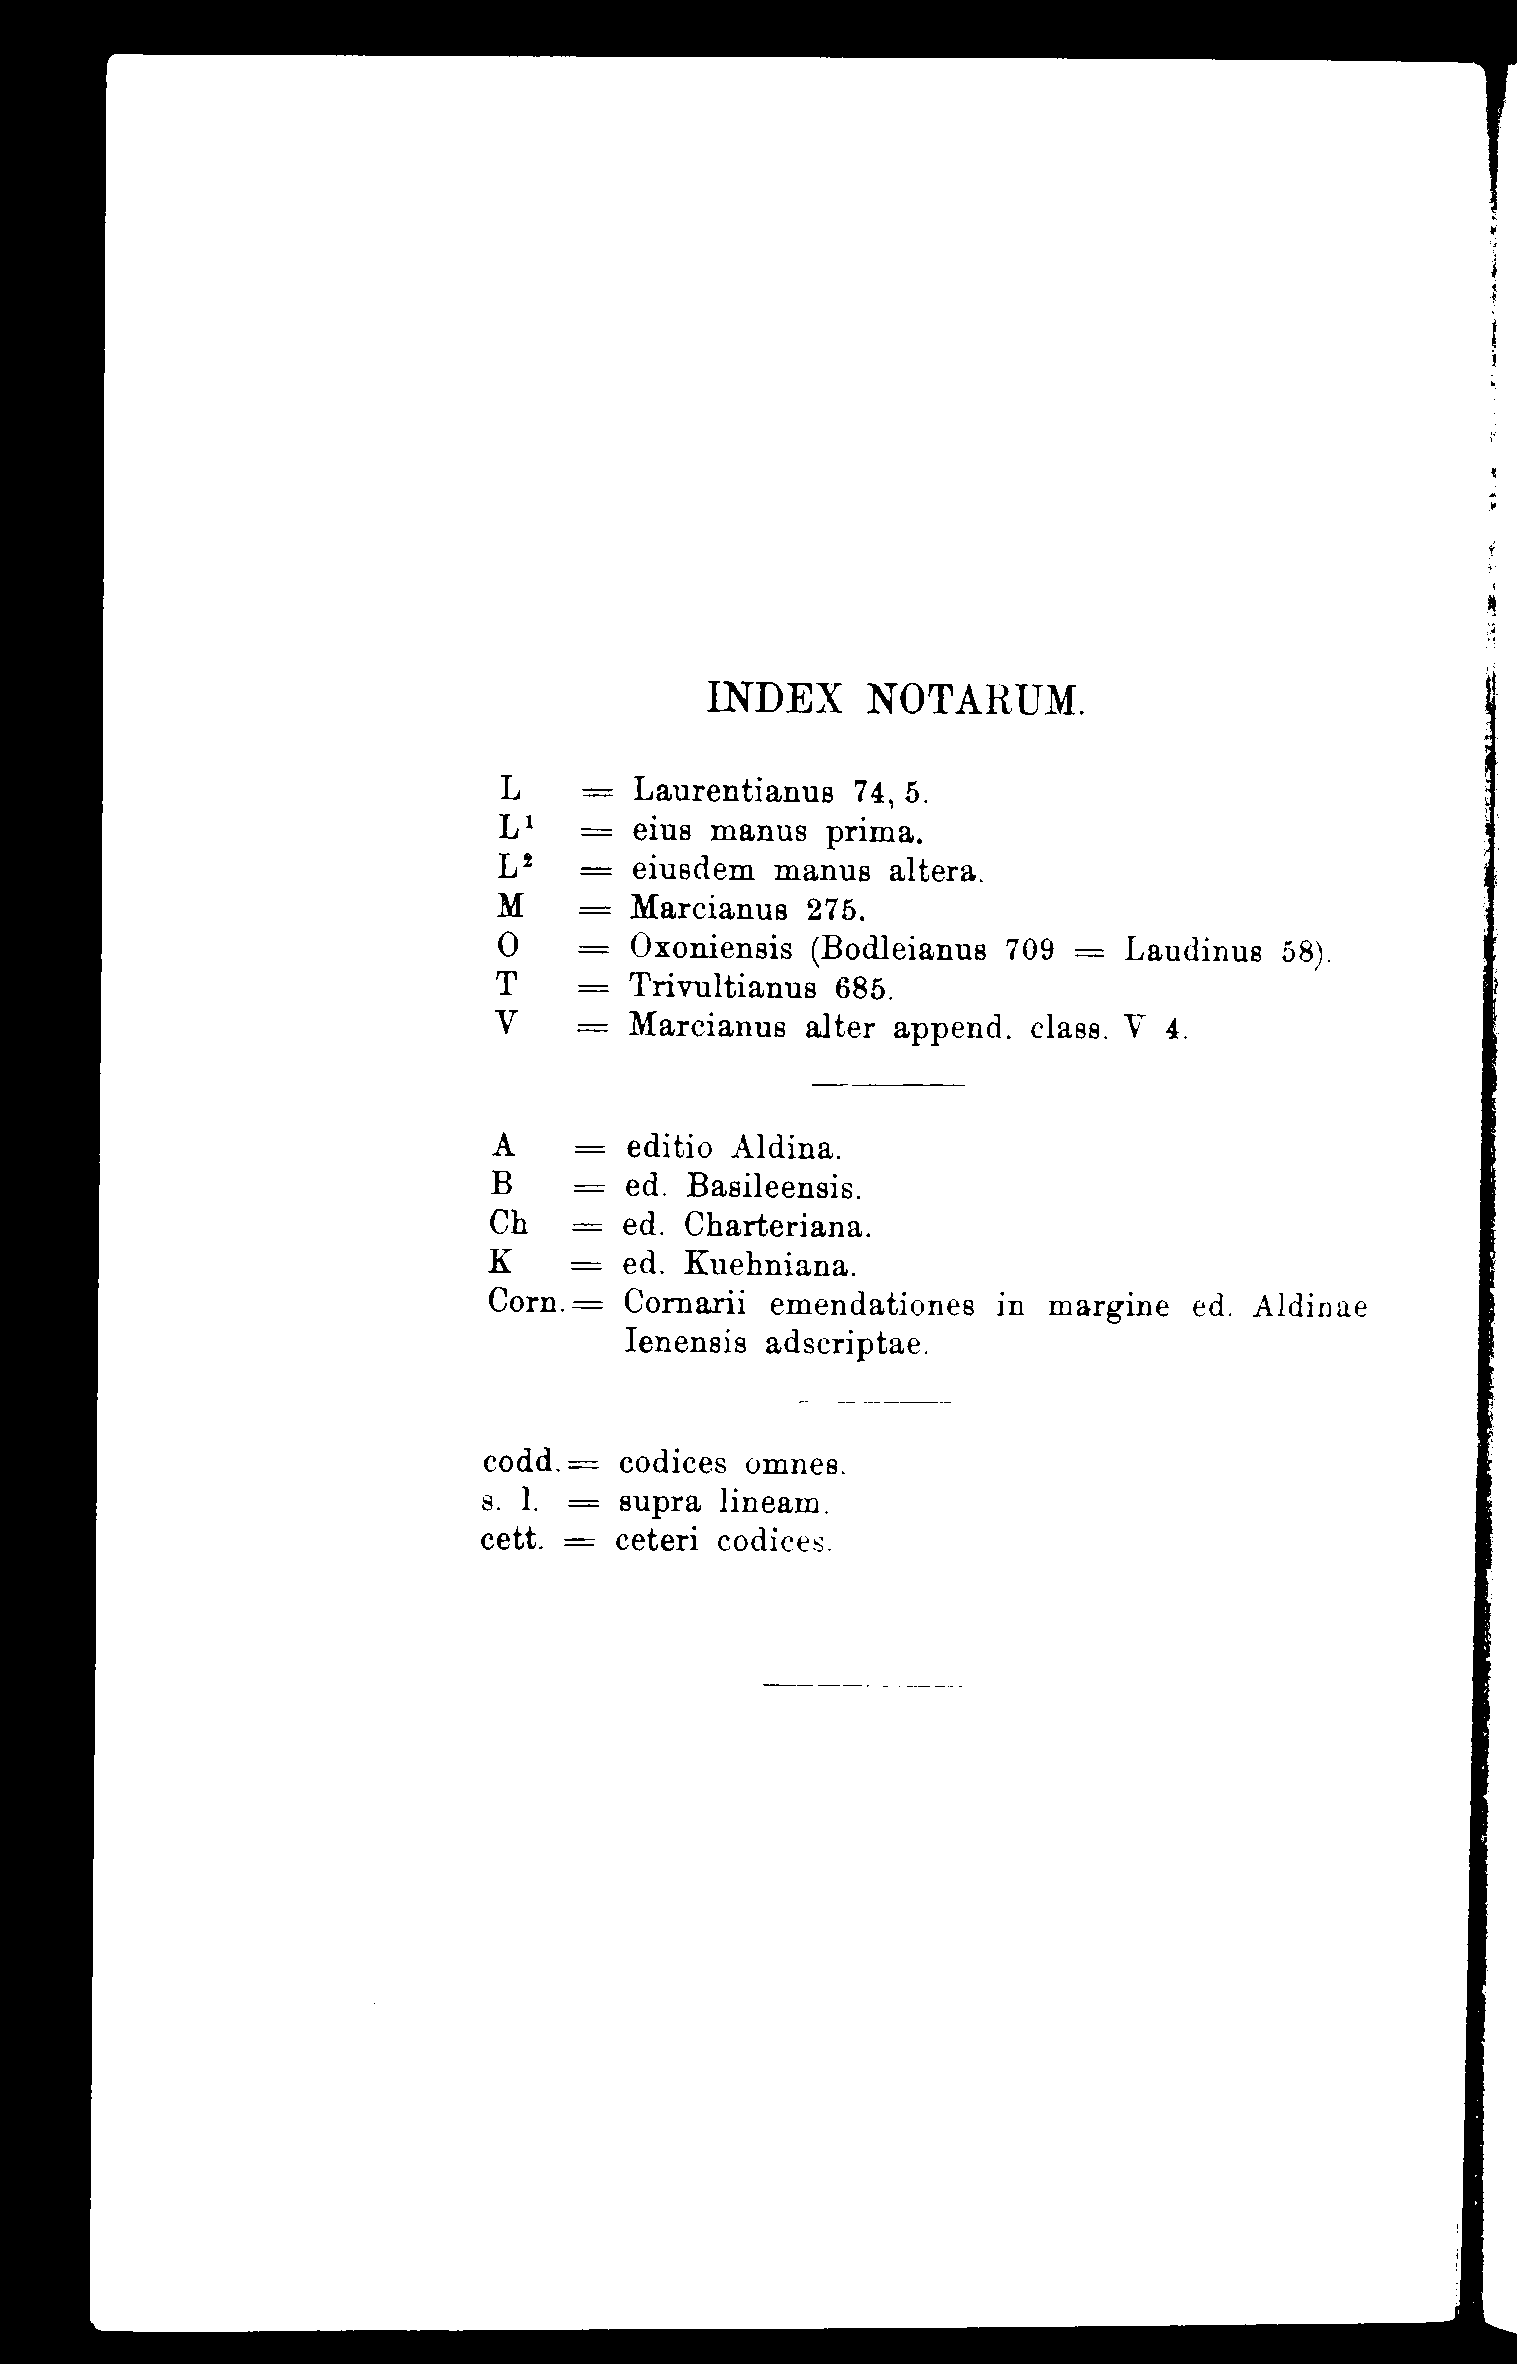 INDEX NOTARUM.
L = Laurentianus 74, 5.
L¹ = eius manus prima.
L² = eiusdem manus altera.
M = Marcianus 275.
O = Oxoniensis (Bodleianus 709 = Laudinus 58).
T = Trivultianus 685.
V = Marcianus alter append. class. V 4.
A = editio Aldina.
B = ed. Basileensis.
Ch = ed. Charteriana.
K = ed. Kuehniana.
Corn. = Cornarii emendationes in margine ed. Aldinae
Ienensis adscriptae.
codd. = codices omnes.
s. l. = supra lineam.
cett. = ceteri codices.